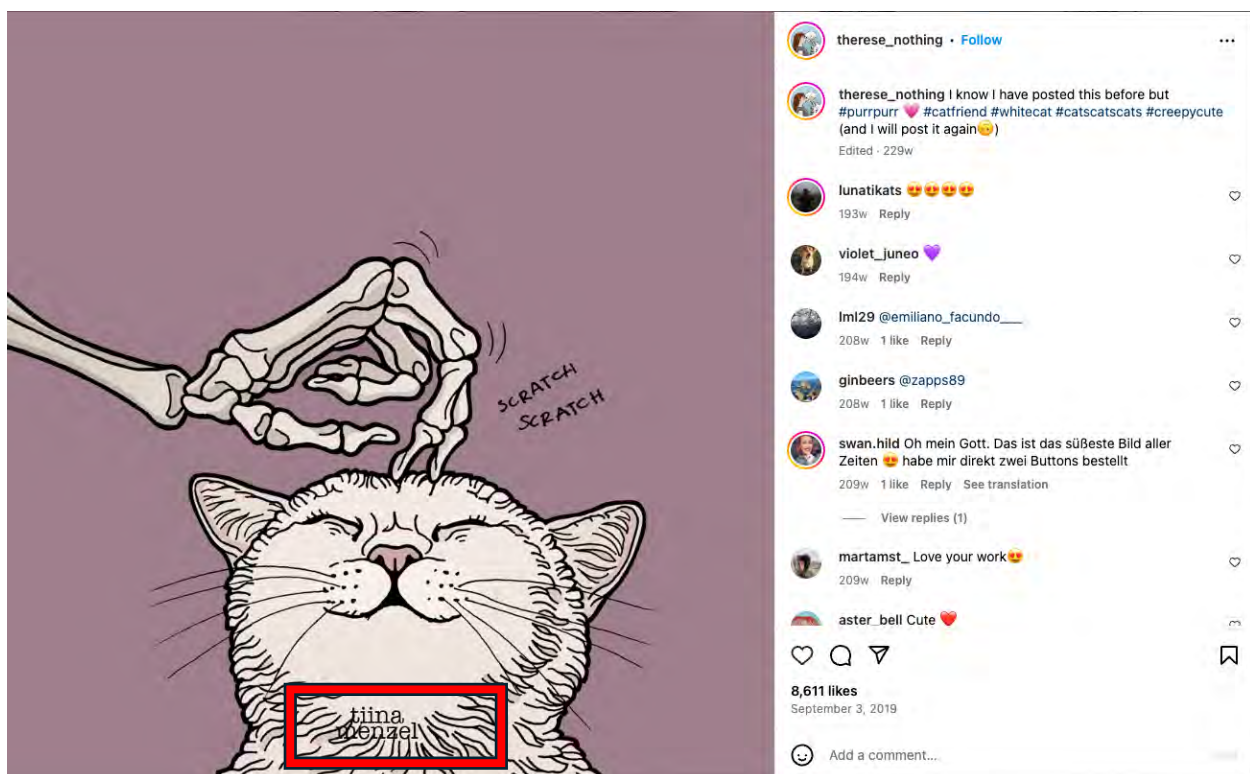 therese_nothing • Follow
therese_nothing I know I have posted this before but
#purrpurr 💗 #catfriend #whitecat #catscatscats #creepycute
(and I will post it again🙃)
Edited · 229w
lunatikats 😍😍😍😍
193w Reply
violet_juneo 💜
194w Reply
lml29 @emiliano_facundo___
208w 1 like Reply
ginbeers @zapps89
208w 1 like Reply
swan.hild Oh mein Gott. Das ist das süßeste Bild aller
Zeiten 😍 habe mir direkt zwei Buttons bestellt
209w 1 like Reply See translation
View replies (1)
martamst_ Love your work😍
209w Reply
aster_bell Cute ❤️
8,611 likes
September 3, 2019
Add a comment...
SCRATCH
SCRATCH
tiina
menzel